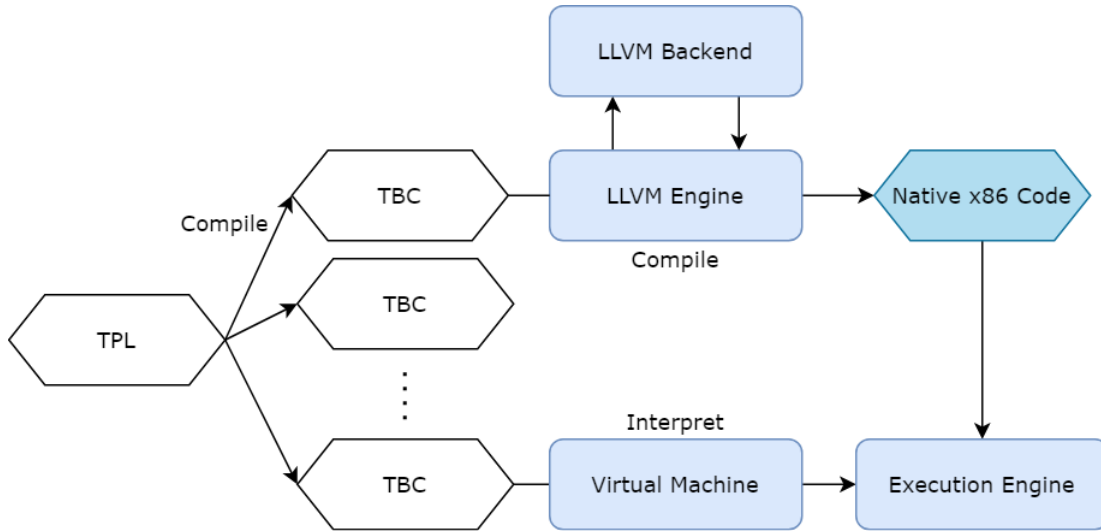 LLVM Backend
TBC
LLVM Engine
Native x86 Code
Compile
Compile
TBC
TPL
Interpret
TBC
Virtual Machine
Execution Engine